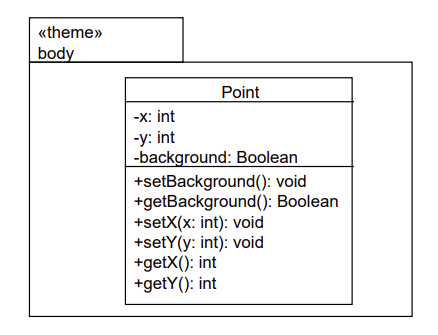 «theme»
body
Point
-x: int
-y: int
-background: Boolean
+setBackground(): void
+getBackground(): Boolean
+setX(x: int): void
+setY(y: int): void
+getX(): int
+getY(): int